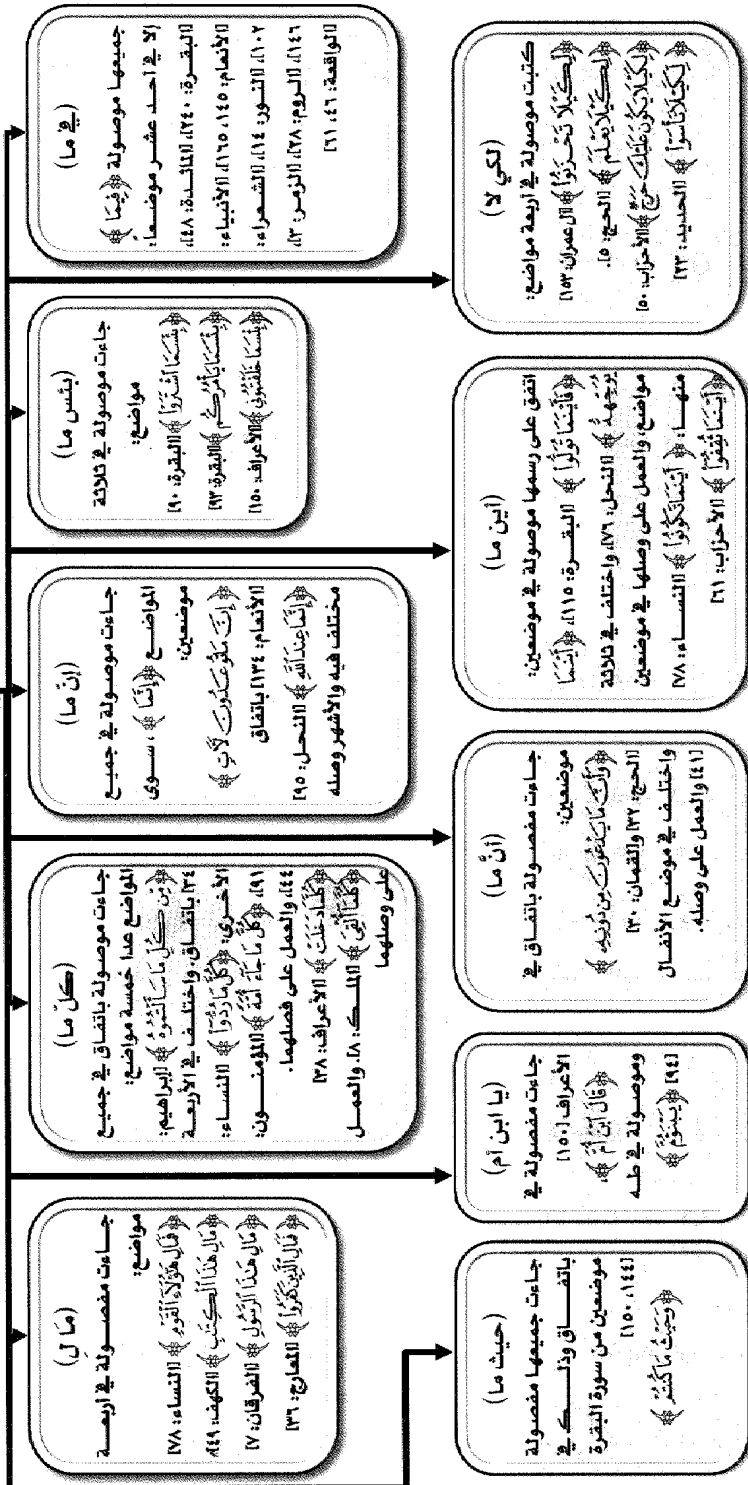 (في ما)
جميعها موصولة ﴿فِيمَا﴾
إلا في أحد عشر موضعاً:
[البقرة: ٢٤٠]، [المائدة: ٤٨]،
[الأنعام: ١٤٥، ١٦٥]، [الأنبياء:
١٠٢]، [النور: ١٤]، [الشعراء:
١٤٦]، [الروم: ٢٨]، [الزمر: ٣]،
[الواقعة: ٤٦، ٦١]
(بئس ما)
جاءت موصولة في ثلاثة
مواضع:
﴿بِئْسَمَا اشْتَرَوْا﴾ [البقرة: ٩٠]
﴿بِئْسَمَا يَأْمُرُكُمْ﴾ [البقرة: ٩٣]
﴿بِئْسَمَا خَلَفْتُمُونِي﴾ [الأعراف: ١٥٠]
(إنّ ما)
جاءت موصولة في جميع
المواضع ﴿إِنَّمَا﴾، سوى
موضعين:
﴿إِنَّ مَا تُوعَدُونَ لَآتٍ﴾
[الأنعام: ١٣٤] باتفاق
﴿إِنَّمَا عِندَ اللَّهِ﴾ [النحل: ٩٥]
مختلف فيه والأشهر وصله
(كلّ ما)
جاءت موصولة باتفاق في جميع
المواضع عدا خمسة مواضع:
﴿مِّن كُلِّ مَا سَأَلْتُمُوهُ﴾ [إبراهيم:
٣٤] باتفاق، واختلف في الأربعة
الأخرى: ﴿كُلَّ مَا رُدُّوا﴾ [النساء:
٩١]، ﴿كُلَّ مَا جَاءَ أُمَّةً﴾ [المؤمنون:
٤٤]، والعمل على فصلهما.
﴿كُلَّمَا دَخَلَتْ﴾ [الأعراف: ٣٨]
﴿كُلَّمَا أُلْقِيَ﴾ [الملك: ٨]، والعمل
على وصلهما
(مَا لِ)
جاءت مفصولة في أربعة
مواضع:
﴿فَمَالِ هَٰؤُلَاءِ الْقَوْمِ﴾ [النساء: ٧٨]
﴿مَالِ هَٰذَا الْكِتَابِ﴾ [الكهف: ٤٩]
﴿مَالِ هَٰذَا الرَّسُولِ﴾ [الفرقان: ٧]
﴿فَمَالِ الَّذِينَ كَفَرُوا﴾ [المعارج: ٣٦]
(لكي لا)
كتبت موصولة في أربعة مواضع:
﴿لِّكَيْلَا تَحْزَنُوا﴾ [آل عمران: ١٥٣]
﴿لِكَيْلَا يَعْلَمَ﴾ [الحج: ٥].
﴿لِكَيْلَا يَكُونَ عَلَيْكَ حَرَجٌ﴾ [الأحزاب: ٥٠]
﴿لِكَيْلَا تَأْسَوْا﴾ [الحديد: ٢٣]
(أين ما)
اتفق على رسمها موصولة في موضعين:
﴿فَأَيْنَمَا تُوَلُّوا﴾ [البقرة: ١١٥]، ﴿أَيْنَمَا
يُوَجِّههُّ﴾ [النحل: ٧٦]، واختلف في ثلاثة
مواضع، والعمل على وصلها في موضعين
منها: ﴿أَيْنَمَا تَكُونُوا﴾ [النساء: ٧٨]
﴿أَيْنَمَا ثُقِفُوا﴾ [الأحزاب: ٦١]
(أنّ ما)
جاءت مفصولة باتفاق في
موضعين:
﴿وَأَنَّ مَا يَدْعُونَ مِن دُونِهِ﴾
[الحج: ٦٢] والقمان: ٣٠]
واختلف في موضع الأنفال
[٤١] والعمل على وصله.
(يا ابن أم)
جاءت مفصولة في
الأعراف [١٥٠]
﴿قَالَ ابْنَ أُمَّ﴾،
وموصولة في طه
[٩٤] ﴿يَبْنَؤُمَّ﴾
(حيث ما)
جاءت جميعها مفصولة
باتفاق وذلك في
موضعين من سورة البقرة
[١٤٤، ١٥٠]
﴿وَحَيْثُ مَا كُنتُمْ﴾